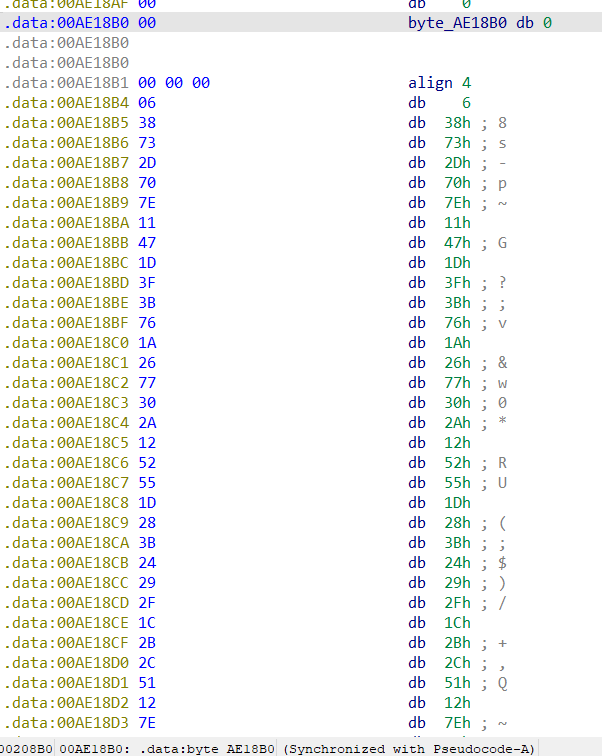 .data:00AE18AF 00 db 0
.data:00AE18B0 00 byte_AE18B0 db 0
.data:00AE18B0
.data:00AE18B0
.data:00AE18B1 00 00 00 align 4
.data:00AE18B4 06 db 6
.data:00AE18B5 38 db 38h ; 8
.data:00AE18B6 73 db 73h ; s
.data:00AE18B7 2D db 2Dh ; -
.data:00AE18B8 70 db 70h ; p
.data:00AE18B9 7E db 7Eh ; ~
.data:00AE18BA 11 db 11h
.data:00AE18BB 47 db 47h ; G
.data:00AE18BC 1D db 1Dh
.data:00AE18BD 3F db 3Fh ; ?
.data:00AE18BE 3B db 3Bh ; ;
.data:00AE18BF 76 db 76h ; v
.data:00AE18C0 1A db 1Ah
.data:00AE18C1 26 db 26h ; &
.data:00AE18C2 77 db 77h ; w
.data:00AE18C3 30 db 30h ; 0
.data:00AE18C4 2A db 2Ah ; *
.data:00AE18C5 12 db 12h
.data:00AE18C6 52 db 52h ; R
.data:00AE18C7 55 db 55h ; U
.data:00AE18C8 1D db 1Dh
.data:00AE18C9 28 db 28h ; (
.data:00AE18CA 3B db 3Bh ; ;
.data:00AE18CB 24 db 24h ; $
.data:00AE18CC 29 db 29h ; )
.data:00AE18CD 2F db 2Fh ; /
.data:00AE18CE 1C db 1Ch
.data:00AE18CF 2B db 2Bh ; +
.data:00AE18D0 2C db 2Ch ; ,
.data:00AE18D1 51 db 51h ; Q
.data:00AE18D2 12 db 12h
.data:00AE18D3 7E db 7Eh ; ~
00208B0 00AE18B0: .data:byte_AE18B0 (Synchronized with Pseudocode-A)